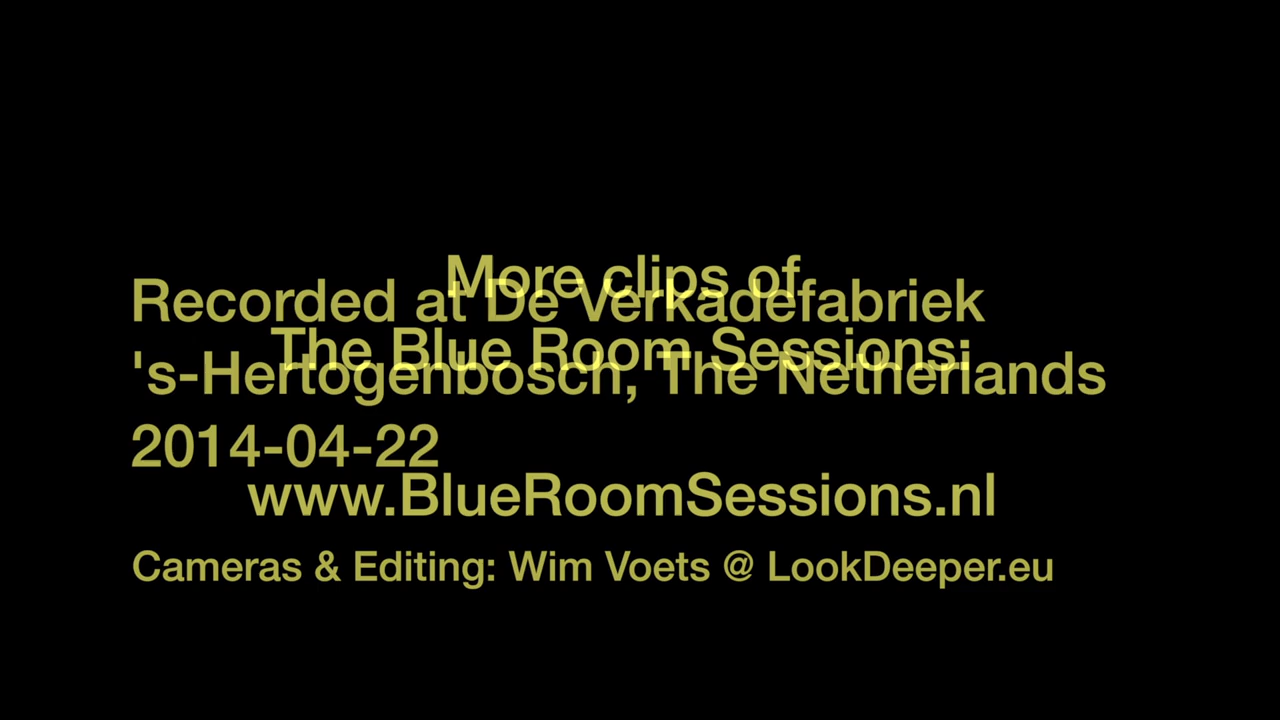 More clips of
Recorded at De Verkadefabriek
The Blue Room Sessions:
's-Hertogenbosch, The Netherlands
2014-04-22
www.BlueRoomSessions.nl
Cameras & Editing: Wim Voets @ LookDeeper.eu